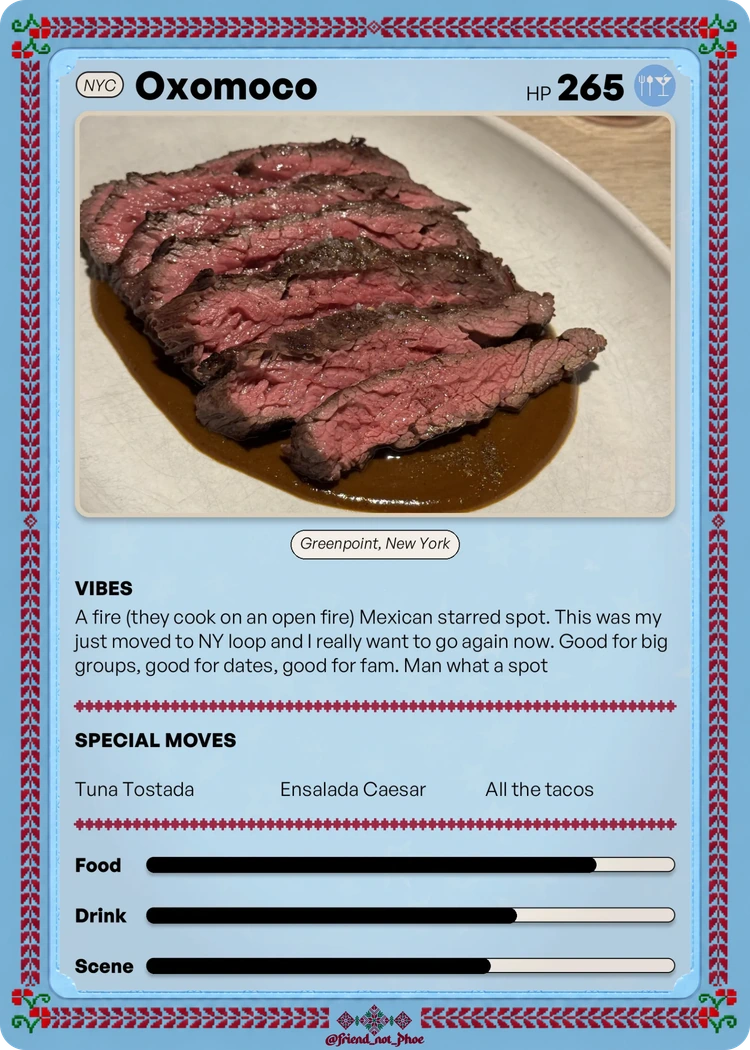 NYC Oxomoco HP 265
Greenpoint, New York
VIBES
A fire (they cook on an open fire) Mexican starred spot. This was my
just moved to NY loop and I really want to go again now. Good for big
groups, good for dates, good for fam. Man what a spot
SPECIAL MOVES
Tuna Tostada Ensalada Caesar All the tacos
Food
Drink
Scene
@friend_not_Phoe